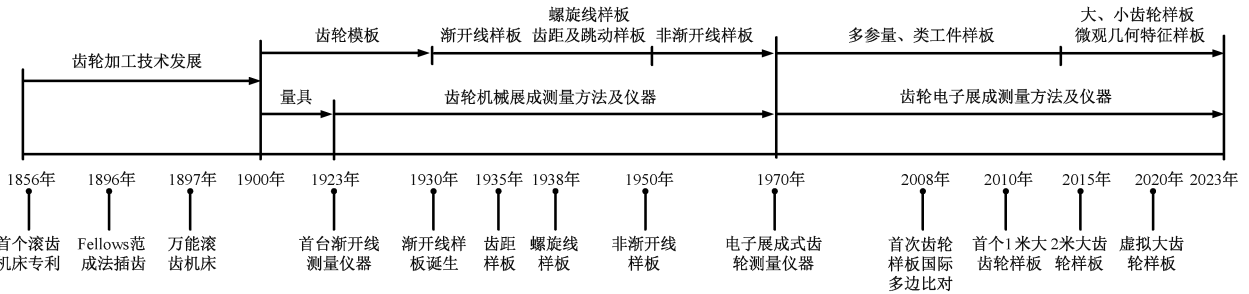 螺旋线样板
大、小齿轮样板
齿轮模板
渐开线样板
齿距及跳动样板
非渐开线样板
多参量、类工件样板
微观几何特征样板
齿轮加工技术发展
量具
齿轮机械展成测量方法及仪器
齿轮电子展成测量方法及仪器
1856年
1896年
1897年
1900年
1923年
1930年
1935年
1938年
1950年
1970年
2008年
2010年
2015年
2020年
2023年
首个滚齿
机床专利
Fellows范
成法插齿
万能滚
齿机床
首台渐开线
测量仪器
渐开线样
板诞生
齿距
样板
螺旋线
样板
非渐开线
样板
电子展成式齿
轮测量仪器
首次齿轮
样板国际
多边比对
首个1米大
齿轮样板
2米大齿
轮样板
虚拟大齿
轮样板